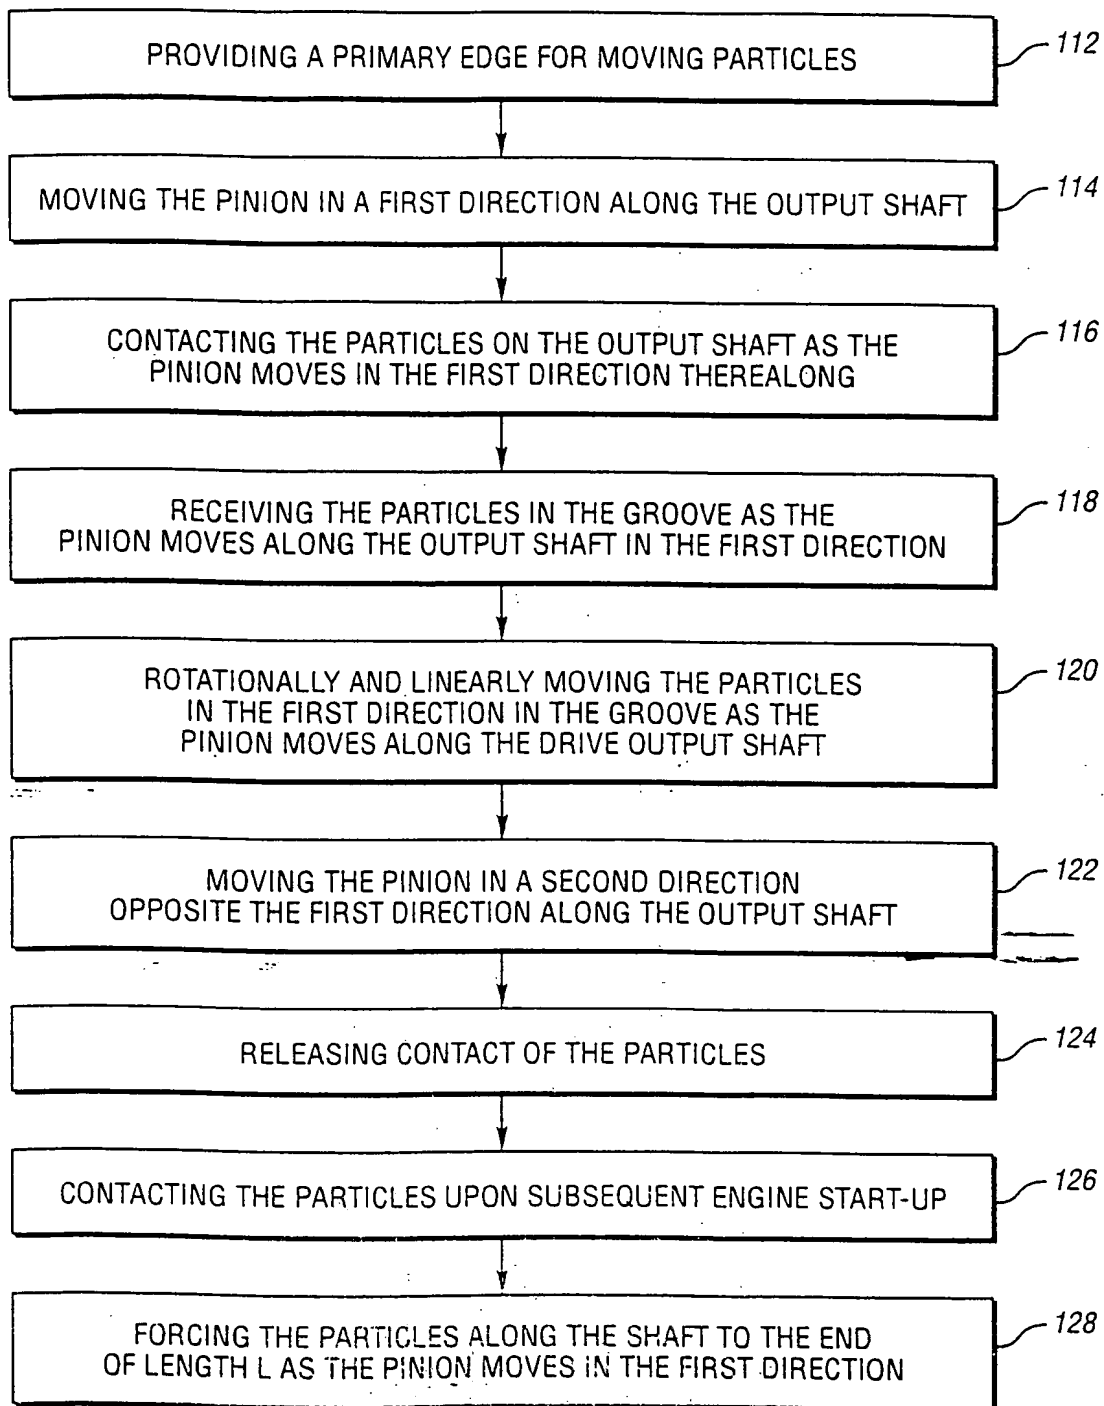 PROVIDING A PRIMARY EDGE FOR MOVING PARTICLES
112
MOVING THE PINION IN A FIRST DIRECTION ALONG THE OUTPUT SHAFT
114
CONTACTING THE PARTICLES ON THE OUTPUT SHAFT AS THE
PINION MOVES IN THE FIRST DIRECTION THEREALONG
116
RECEIVING THE PARTICLES IN THE GROOVE AS THE
PINION MOVES ALONG THE OUTPUT SHAFT IN THE FIRST DIRECTION
118
ROTATIONALLY AND LINEARLY MOVING THE PARTICLES
IN THE FIRST DIRECTION IN THE GROOVE AS THE
PINION MOVES ALONG THE DRIVE OUTPUT SHAFT
120
MOVING THE PINION IN A SECOND DIRECTION
OPPOSITE THE FIRST DIRECTION ALONG THE OUTPUT SHAFT
122
RELEASING CONTACT OF THE PARTICLES
124
CONTACTING THE PARTICLES UPON SUBSEQUENT ENGINE START-UP
126
FORCING THE PARTICLES ALONG THE SHAFT TO THE END
OF LENGTH L AS THE PINION MOVES IN THE FIRST DIRECTION
128